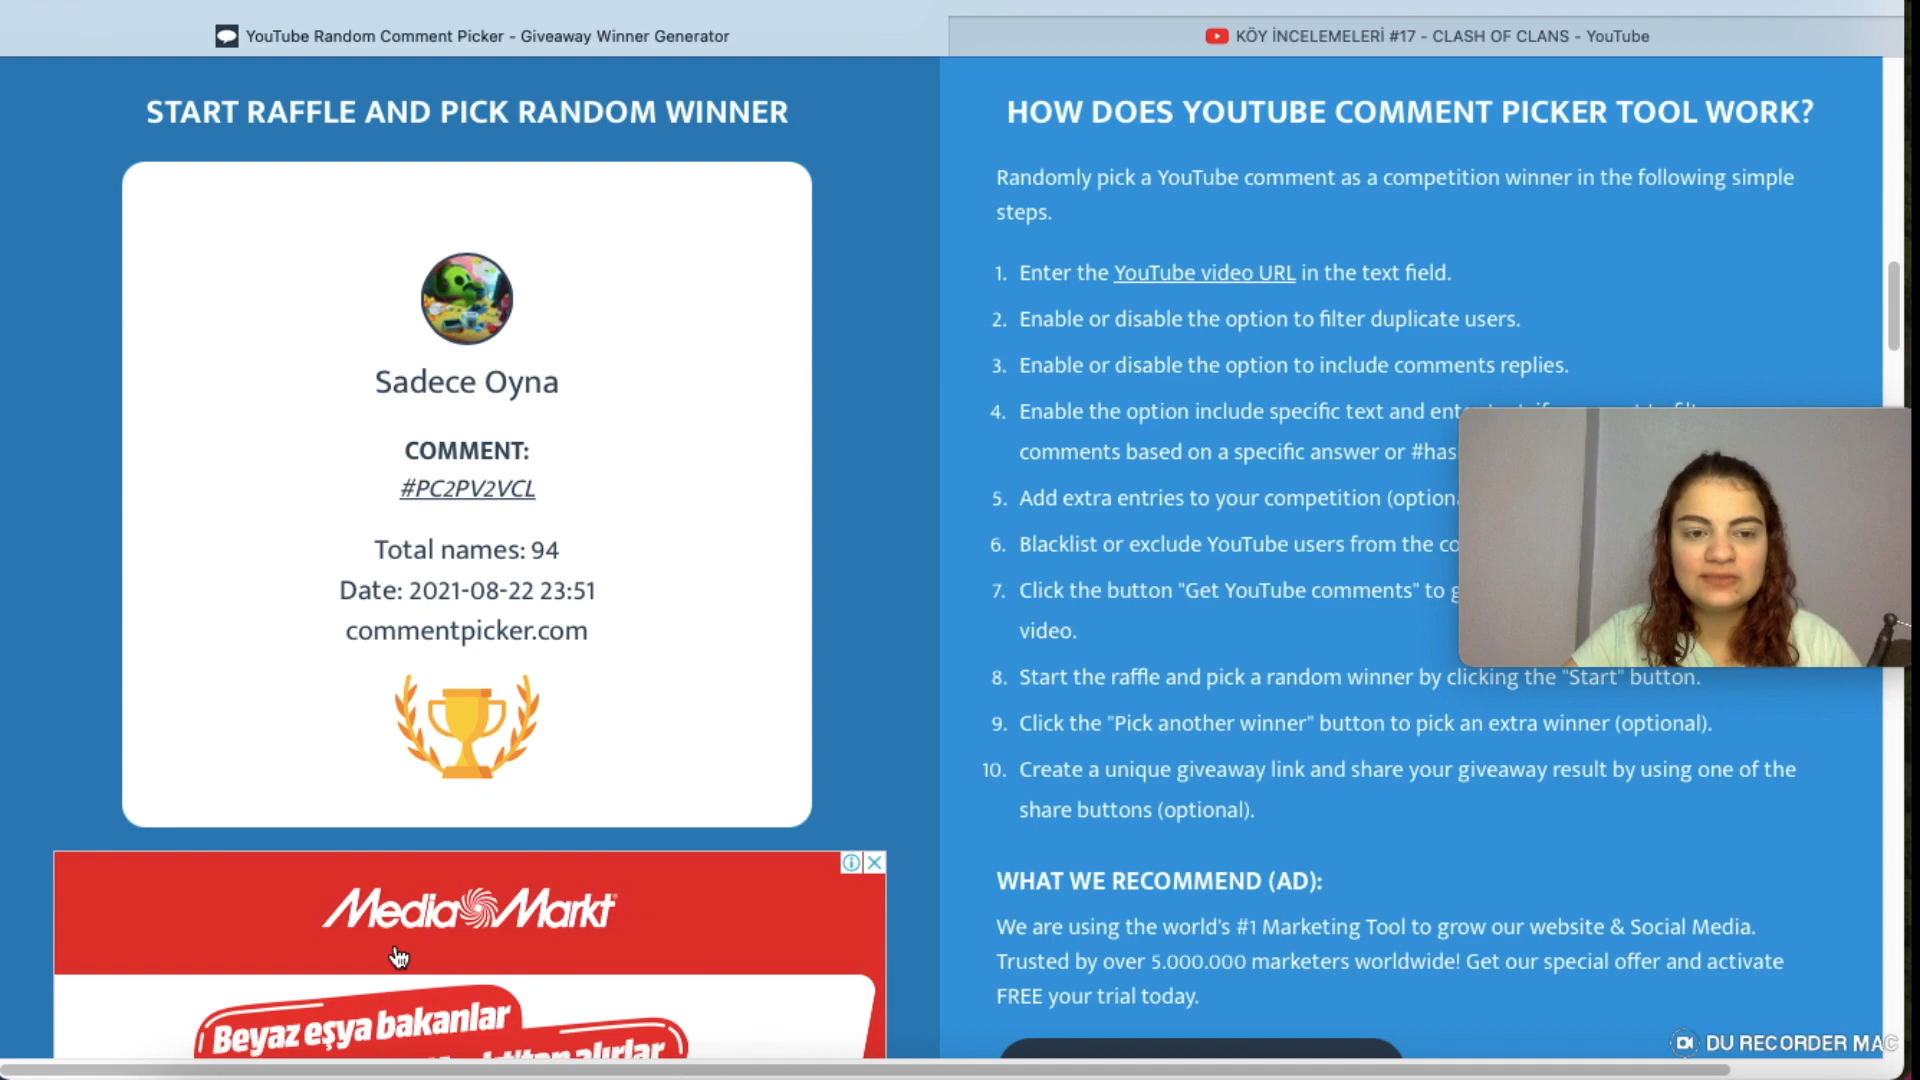 YouTube Random Comment Picker - Giveaway Winner Generator
KÖY İNCELEMELERİ #17 - CLASH OF CLANS - YouTube
START RAFFLE AND PICK RANDOM WINNER
Sadece Oyna
COMMENT:
#PC2PV2VCL
Total names: 94
Date: 2021-08-22 23:51
commentpicker.com
MediaMarkt
Beyaz eşya bakanlar
alırlar
HOW DOES YOUTUBE COMMENT PICKER TOOL WORK?
Randomly pick a YouTube comment as a competition winner in the following simple
steps.
1. Enter the YouTube video URL in the text field.
2. Enable or disable the option to filter duplicate users.
3. Enable or disable the option to include comments replies.
4. Enable the option include specific text and
comments based on a specific answer or #has
5. Add extra entries to your competition
6. Blacklist or exclude YouTube users from the
7. Click the button "Get YouTube comments" to
video.
8. Start the raffle and pick a random winner by clicking the "Start" button.
9. Click the "Pick another winner" button to pick an extra winner (optional).
10. Create a unique giveaway link and share your giveaway result by using one of the
share buttons (optional).
WHAT WE RECOMMEND (AD):
We are using the world's #1 Marketing Tool to grow our website & Social Media.
Trusted by over 5.000.000 marketers worldwide! Get our special offer and activate
FREE your trial today.
DU RECORDER MAC